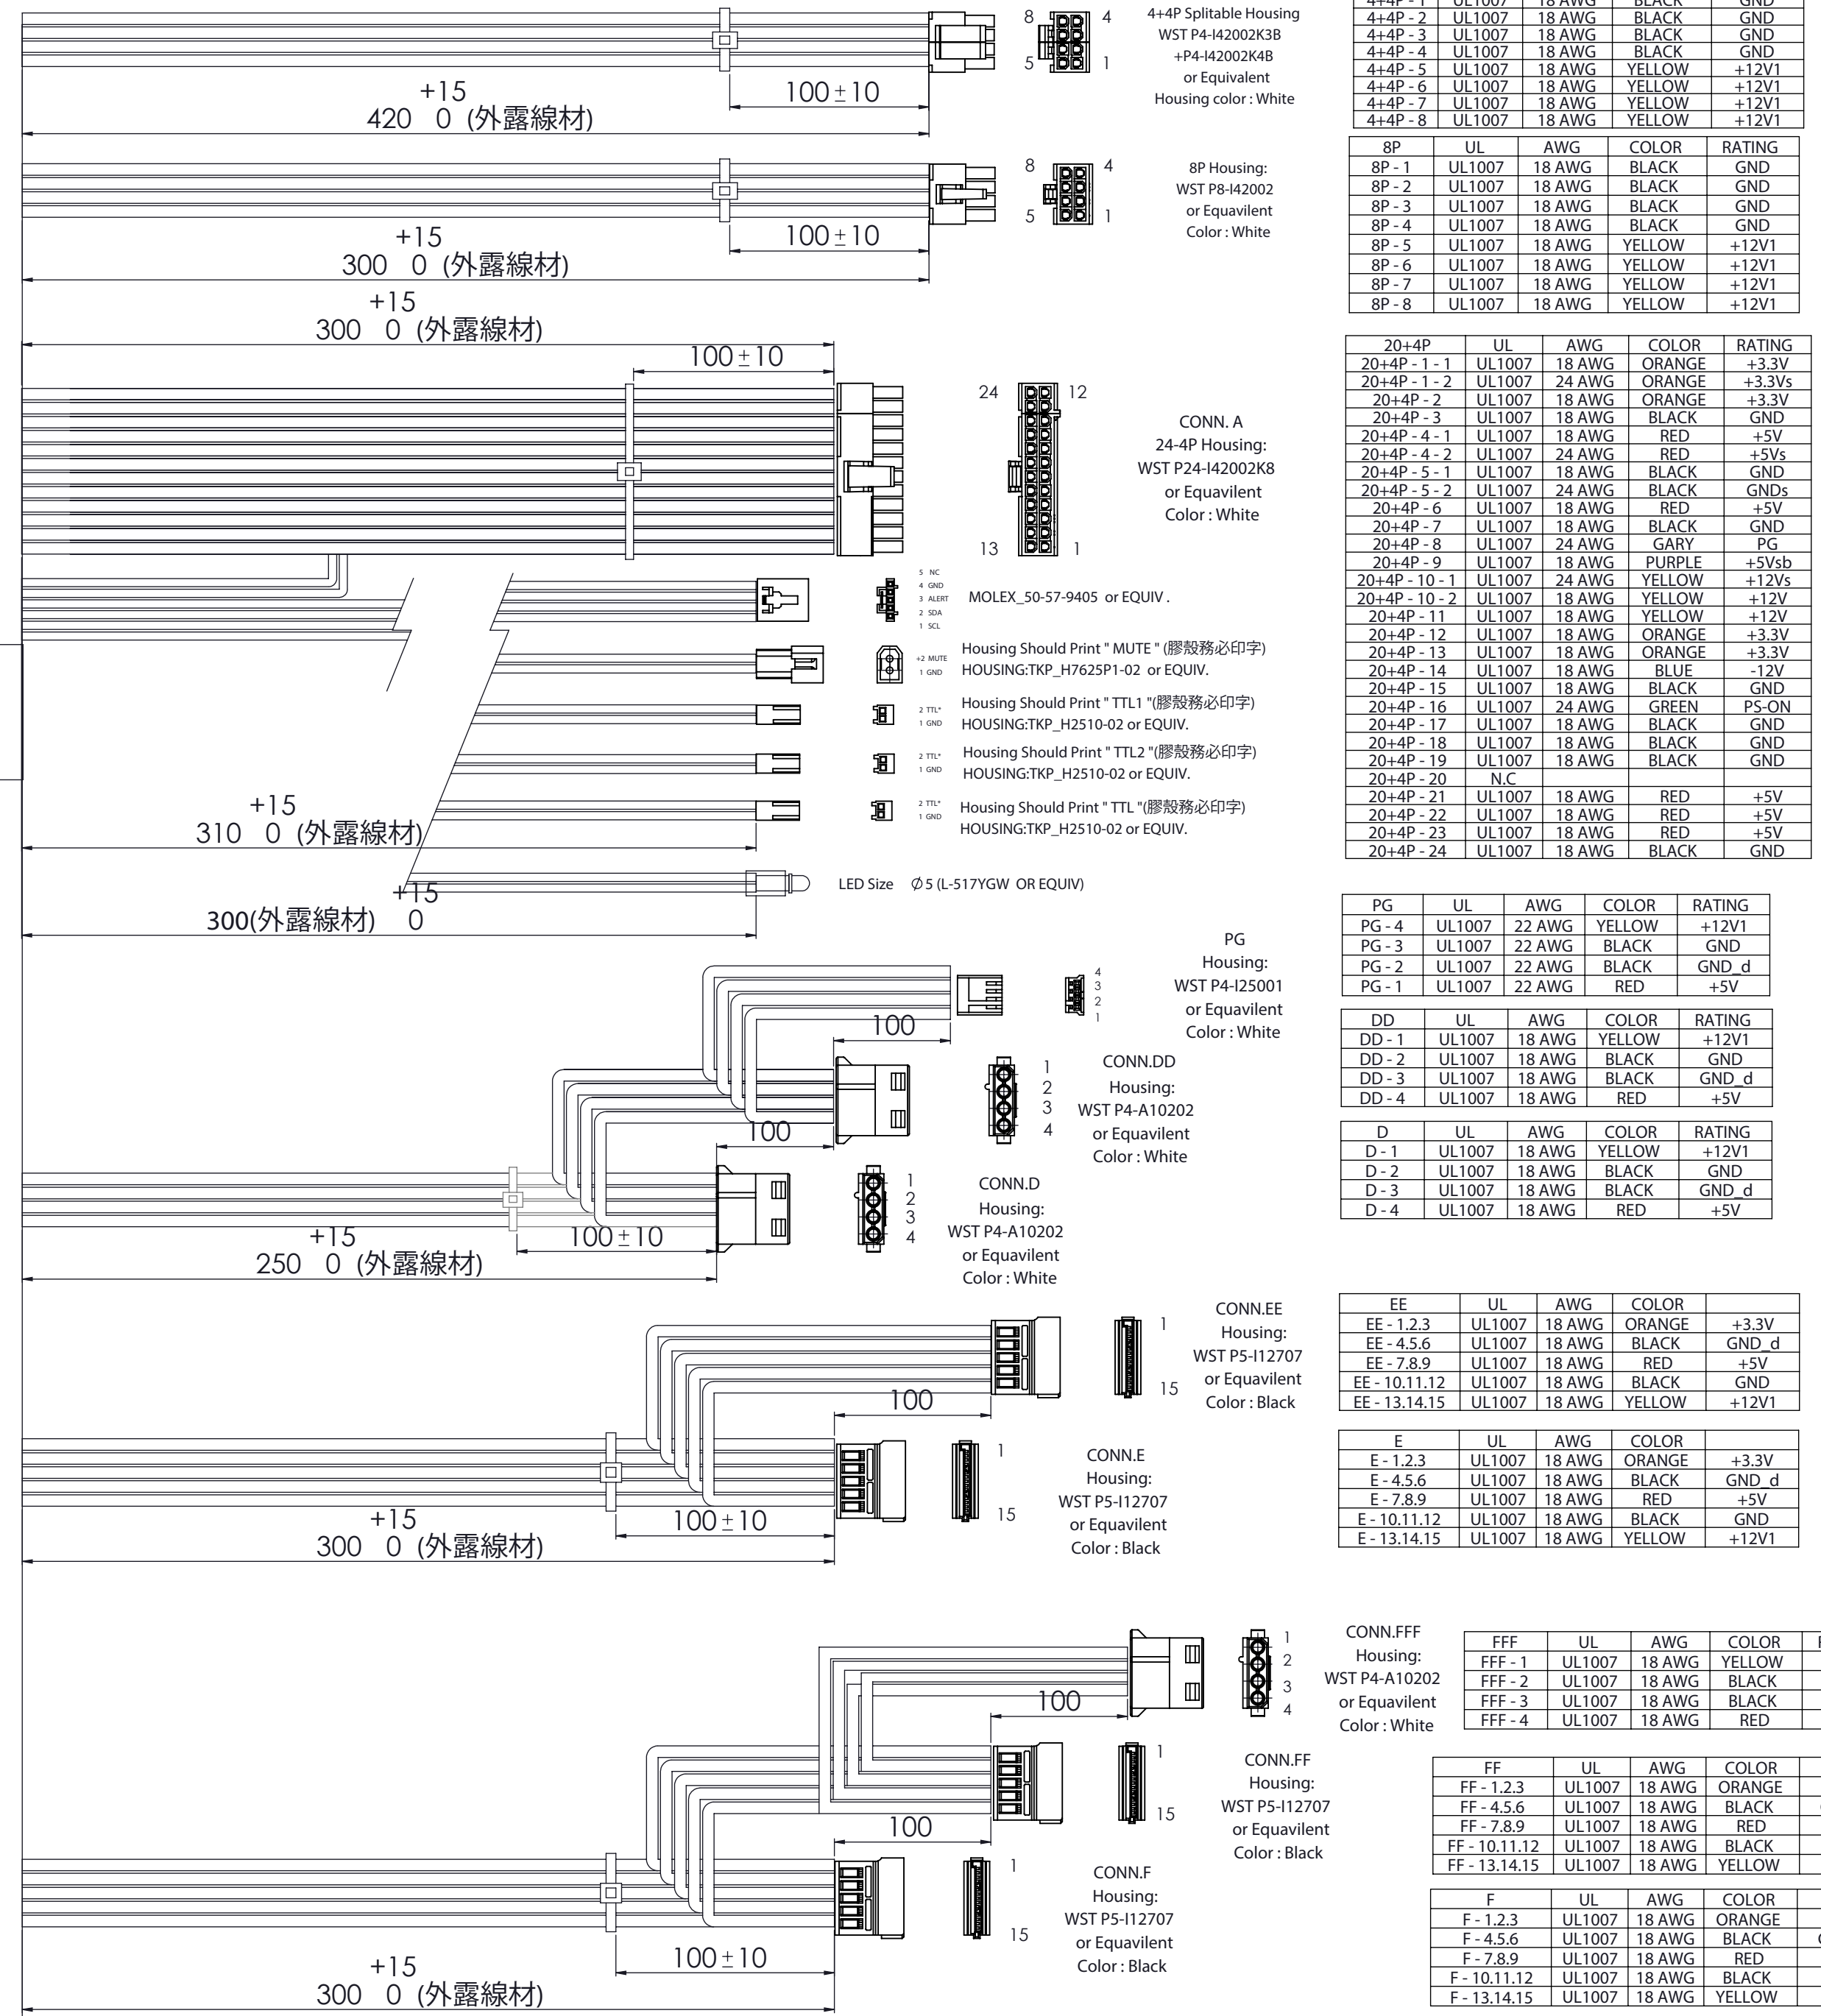 8 4
5 1
4+4P Splitable Housing
WST P4-I42002K3B
+P4-I42002K4B
or Equivalent
Housing color : White
+15
420 0 (外露線材)
100±10
4+4P - 1 UL1007 18 AWG BLACK GND
4+4P - 2 UL1007 18 AWG BLACK GND
4+4P - 3 UL1007 18 AWG BLACK GND
4+4P - 4 UL1007 18 AWG BLACK GND
4+4P - 5 UL1007 18 AWG YELLOW +12V1
4+4P - 6 UL1007 18 AWG YELLOW +12V1
4+4P - 7 UL1007 18 AWG YELLOW +12V1
4+4P - 8 UL1007 18 AWG YELLOW +12V1
8 4
5 1
8P Housing:
WST P8-I42002
or Equavilent
Color : White
100±10
+15
300 0 (外露線材)
8P UL AWG COLOR RATING
8P - 1 UL1007 18 AWG BLACK GND
8P - 2 UL1007 18 AWG BLACK GND
8P - 3 UL1007 18 AWG BLACK GND
8P - 4 UL1007 18 AWG BLACK GND
8P - 5 UL1007 18 AWG YELLOW +12V1
8P - 6 UL1007 18 AWG YELLOW +12V1
8P - 7 UL1007 18 AWG YELLOW +12V1
8P - 8 UL1007 18 AWG YELLOW +12V1
+15
300 0 (外露線材)
100±10
24 12
13 1
CONN. A
24-4P Housing:
WST P24-I42002K8
or Equavilent
Color : White
20+4P UL AWG COLOR RATING
20+4P - 1 - 1 UL1007 18 AWG ORANGE +3.3V
20+4P - 1 - 2 UL1007 24 AWG ORANGE +3.3Vs
20+4P - 2 UL1007 18 AWG ORANGE +3.3V
20+4P - 3 UL1007 18 AWG BLACK GND
20+4P - 4 - 1 UL1007 18 AWG RED +5V
20+4P - 4 - 2 UL1007 24 AWG RED +5Vs
20+4P - 5 - 1 UL1007 18 AWG BLACK GND
20+4P - 5 - 2 UL1007 24 AWG BLACK GNDs
20+4P - 6 UL1007 18 AWG RED +5V
20+4P - 7 UL1007 18 AWG BLACK GND
20+4P - 8 UL1007 24 AWG GARY PG
20+4P - 9 UL1007 18 AWG PURPLE +5Vsb
20+4P - 10 - 1 UL1007 24 AWG YELLOW +12Vs
20+4P - 10 - 2 UL1007 18 AWG YELLOW +12V
20+4P - 11 UL1007 18 AWG YELLOW +12V
20+4P - 12 UL1007 18 AWG ORANGE +3.3V
20+4P - 13 UL1007 18 AWG ORANGE +3.3V
20+4P - 14 UL1007 18 AWG BLUE -12V
20+4P - 15 UL1007 18 AWG BLACK GND
20+4P - 16 UL1007 24 AWG GREEN PS-ON
20+4P - 17 UL1007 18 AWG BLACK GND
20+4P - 18 UL1007 18 AWG BLACK GND
20+4P - 19 UL1007 18 AWG BLACK GND
20+4P - 20 N.C
20+4P - 21 UL1007 18 AWG RED +5V
20+4P - 22 UL1007 18 AWG RED +5V
20+4P - 23 UL1007 18 AWG RED +5V
20+4P - 24 UL1007 18 AWG BLACK GND
5 NC
4 GND
3 ALERT
2 SDA
1 SCL
MOLEX_50-57-9405 or EQUIV .
+2 MUTE
1 GND
Housing Should Print " MUTE " (膠殼務必印字)
HOUSING:TKP_H7625P1-02 or EQUIV.
2 TTL*
1 GND
Housing Should Print " TTL1 "(膠殼務必印字)
HOUSING:TKP_H2510-02 or EQUIV.
2 TTL*
1 GND
Housing Should Print " TTL2 "(膠殼務必印字)
HOUSING:TKP_H2510-02 or EQUIV.
2 TTL*
1 GND
Housing Should Print " TTL "(膠殼務必印字)
HOUSING:TKP_H2510-02 or EQUIV.
+15
310 0 (外露線材)
LED Size Ø5 (L-517YGW OR EQUIV)
+15
300(外露線材) 0
4
3
2
1
PG
Housing:
WST P4-I25001
or Equavilent
Color : White
100
PG UL AWG COLOR RATING
PG - 4 UL1007 22 AWG YELLOW +12V1
PG - 3 UL1007 22 AWG BLACK GND
PG - 2 UL1007 22 AWG BLACK GND_d
PG - 1 UL1007 22 AWG RED +5V
1
2
3
4
CONN.DD
Housing:
WST P4-A10202
or Equavilent
Color : White
100
DD UL AWG COLOR RATING
DD - 1 UL1007 18 AWG YELLOW +12V1
DD - 2 UL1007 18 AWG BLACK GND
DD - 3 UL1007 18 AWG BLACK GND_d
DD - 4 UL1007 18 AWG RED +5V
1
2
3
4
CONN.D
Housing:
WST P4-A10202
or Equavilent
Color : White
100±10
+15
250 0 (外露線材)
D UL AWG COLOR RATING
D - 1 UL1007 18 AWG YELLOW +12V1
D - 2 UL1007 18 AWG BLACK GND
D - 3 UL1007 18 AWG BLACK GND_d
D - 4 UL1007 18 AWG RED +5V
1
15
CONN.EE
Housing:
WST P5-I12707
or Equavilent
Color : Black
100
EE UL AWG COLOR
EE - 1.2.3 UL1007 18 AWG ORANGE +3.3V
EE - 4.5.6 UL1007 18 AWG BLACK GND_d
EE - 7.8.9 UL1007 18 AWG RED +5V
EE - 10.11.12 UL1007 18 AWG BLACK GND
EE - 13.14.15 UL1007 18 AWG YELLOW +12V1
1
15
CONN.E
Housing:
WST P5-I12707
or Equavilent
Color : Black
100±10
+15
300 0 (外露線材)
E UL AWG COLOR
E - 1.2.3 UL1007 18 AWG ORANGE +3.3V
E - 4.5.6 UL1007 18 AWG BLACK GND_d
E - 7.8.9 UL1007 18 AWG RED +5V
E - 10.11.12 UL1007 18 AWG BLACK GND
E - 13.14.15 UL1007 18 AWG YELLOW +12V1
1
2
3
4
CONN.FFF
Housing:
WST P4-A10202
or Equavilent
Color : White
100
FFF UL AWG COLOR
FFF - 1 UL1007 18 AWG YELLOW
FFF - 2 UL1007 18 AWG BLACK
FFF - 3 UL1007 18 AWG BLACK
FFF - 4 UL1007 18 AWG RED
1
15
CONN.FF
Housing:
WST P5-I12707
or Equavilent
Color : Black
100
FF UL AWG COLOR
FF - 1.2.3 UL1007 18 AWG ORANGE
FF - 4.5.6 UL1007 18 AWG BLACK
FF - 7.8.9 UL1007 18 AWG RED
FF - 10.11.12 UL1007 18 AWG BLACK
FF - 13.14.15 UL1007 18 AWG YELLOW
1
15
CONN.F
Housing:
WST P5-I12707
or Equavilent
Color : Black
100±10
+15
300 0 (外露線材)
F UL AWG COLOR
F - 1.2.3 UL1007 18 AWG ORANGE
F - 4.5.6 UL1007 18 AWG BLACK
F - 7.8.9 UL1007 18 AWG RED
F - 10.11.12 UL1007 18 AWG BLACK
F - 13.14.15 UL1007 18 AWG YELLOW